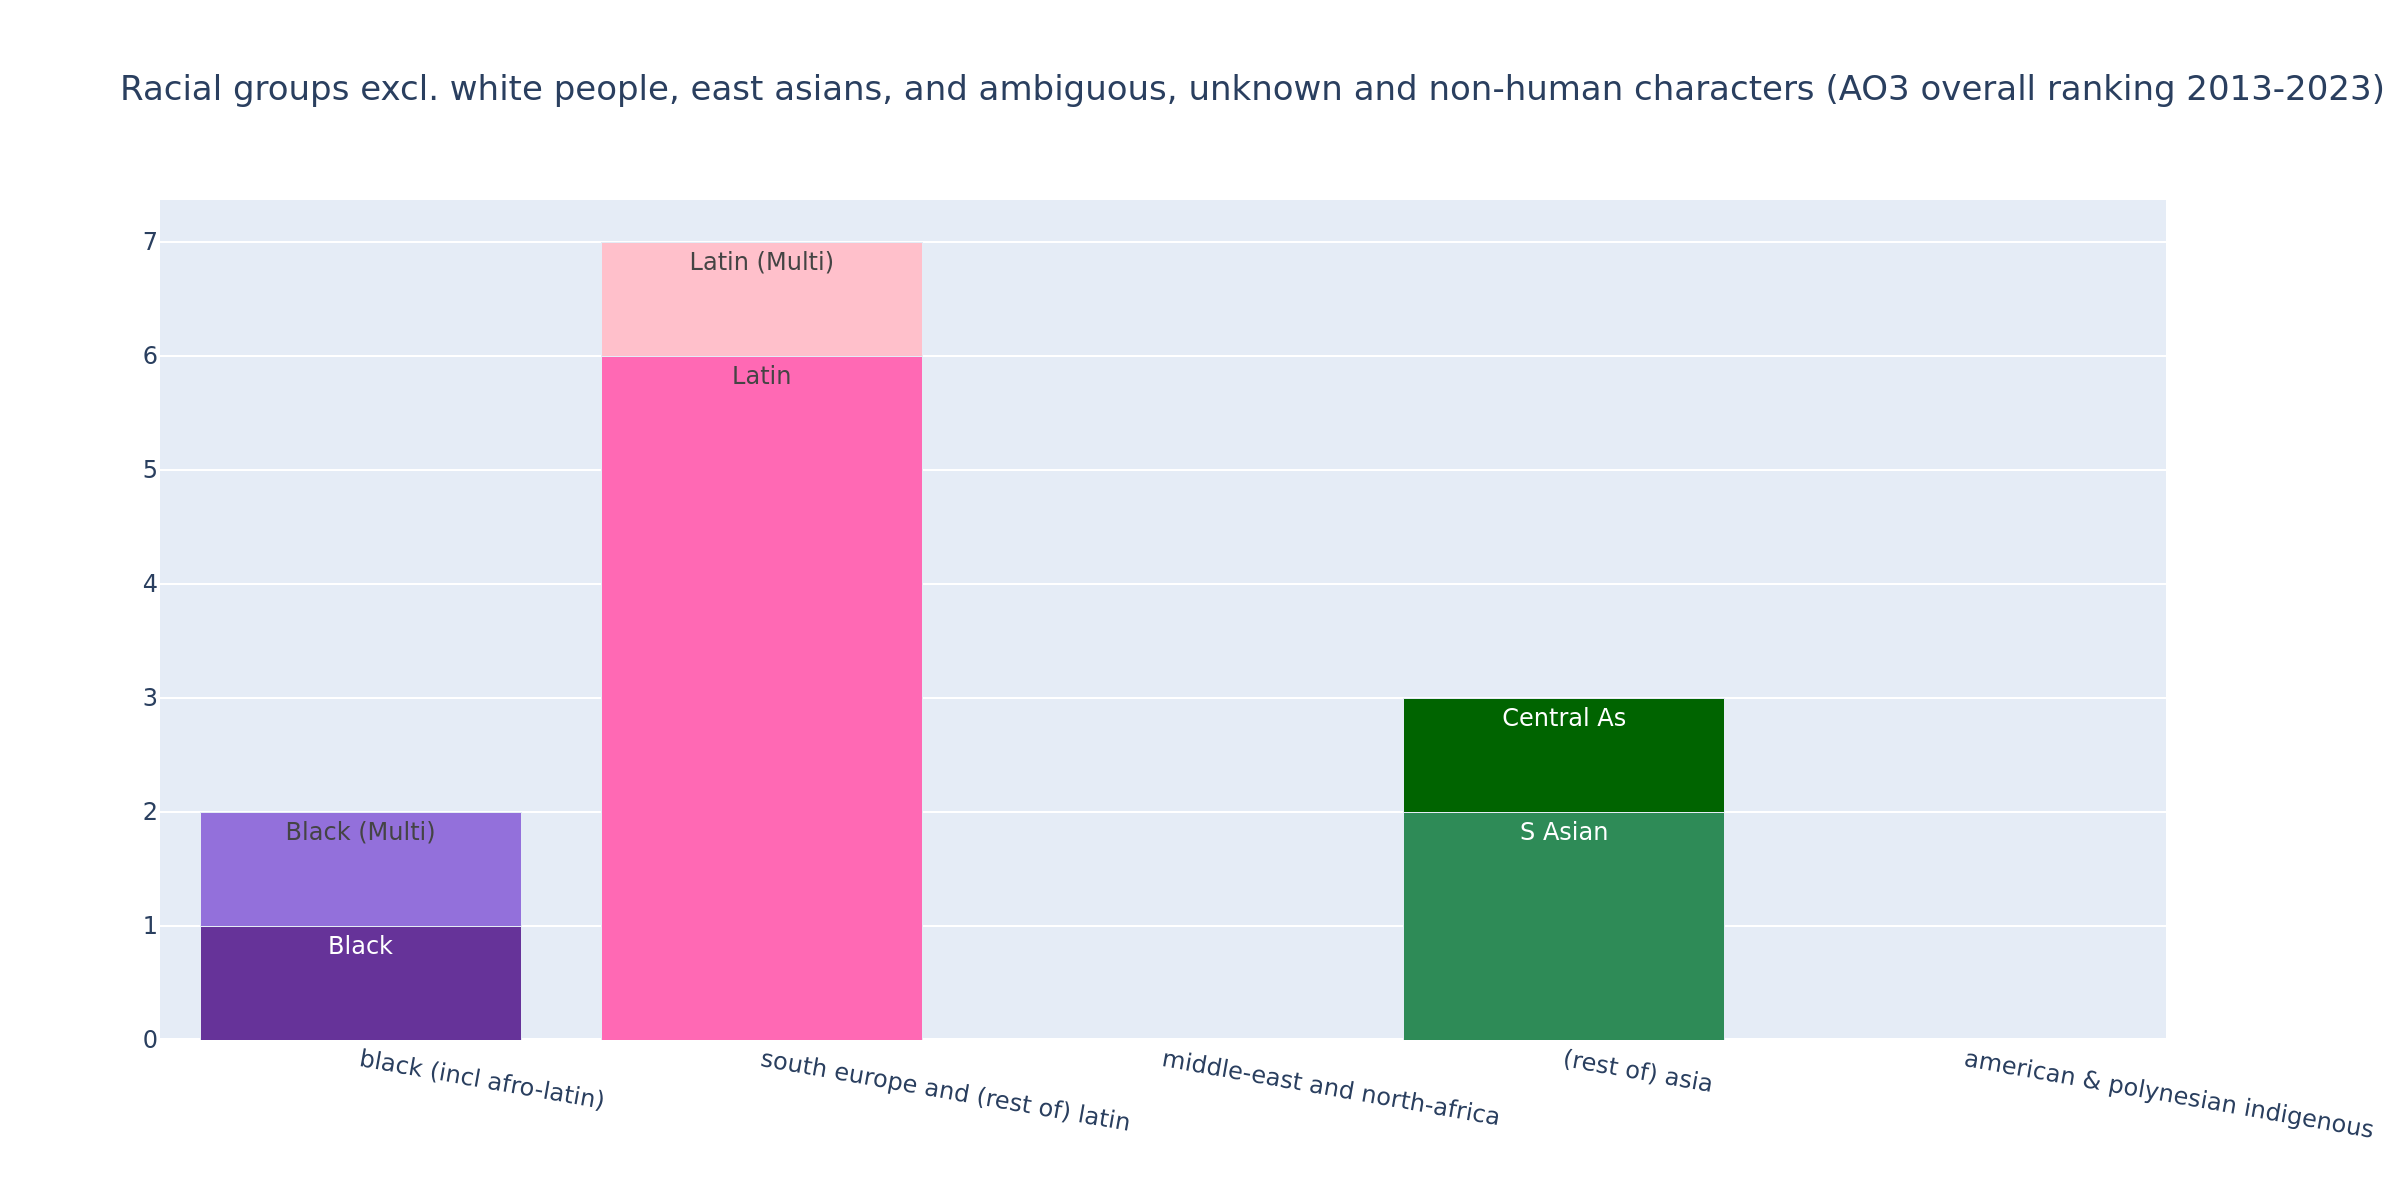 Racial groups excl. white people, east asians, and ambiguous, unknown and non-human characters (AO3 overall ranking 2013-2023)
7
6
5
4
3
2
1
0
Latin (Multi)
Latin
Central As
S Asian
Black (Multi)
Black
black (incl afro-latin)
south europe and (rest of) latin
middle-east and north-africa
(rest of) asia
american & polynesian indigenous